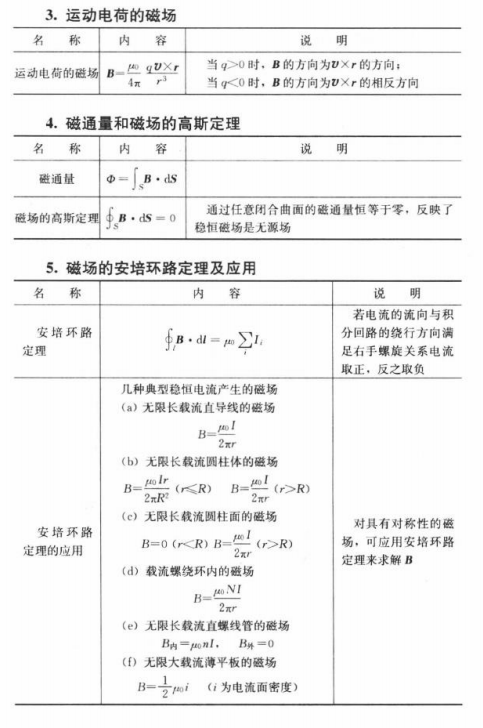 3. 运动电荷的磁场
名 称 内 容 说 明
运动电荷的磁场 B=μ₀/4π qv×r/r³ 当 q>0 时，B 的方向为v×r 的方向；
当 q<0 时，B 的方向为v×r 的相反方向
4. 磁通量和磁场的高斯定理
名 称 内 容 说 明
磁通量 Φ=∫_S B·dS
磁场的高斯定理 ∮_S B·dS=0 通过任意闭合曲面的磁通量恒等于零，反映了
稳恒磁场是无源场
5. 磁场的安培环路定理及应用
名 称 内 容 说 明
安培环路
定理
∮_l B·dl=μ₀∑_i I_i
若电流的流向与积
分回路的绕行方向满
足右手螺旋关系电流
取正，反之取负
安培环路
定理的应用
几种典型稳恒电流产生的磁场
(a) 无限长载流直导线的磁场
B=μ₀I/2πr
(b) 无限长载流圆柱体的磁场
B=μ₀Ir/2πR² (r≤R) B=μ₀I/2πr (r>R)
(c) 无限长载流圆柱面的磁场
B=0 (r<R) B=μ₀I/2πr (r>R)
(d) 载流螺绕环内的磁场
B=μ₀NI/2πr
(e) 无限长载流直螺线管的磁场
B内=μ₀nI， B外=0
(f) 无限大载流薄平板的磁场
B=1/2 μ₀i （i 为电流面密度）
对具有对称性的磁
场，可应用安培环路
定理来求解 B